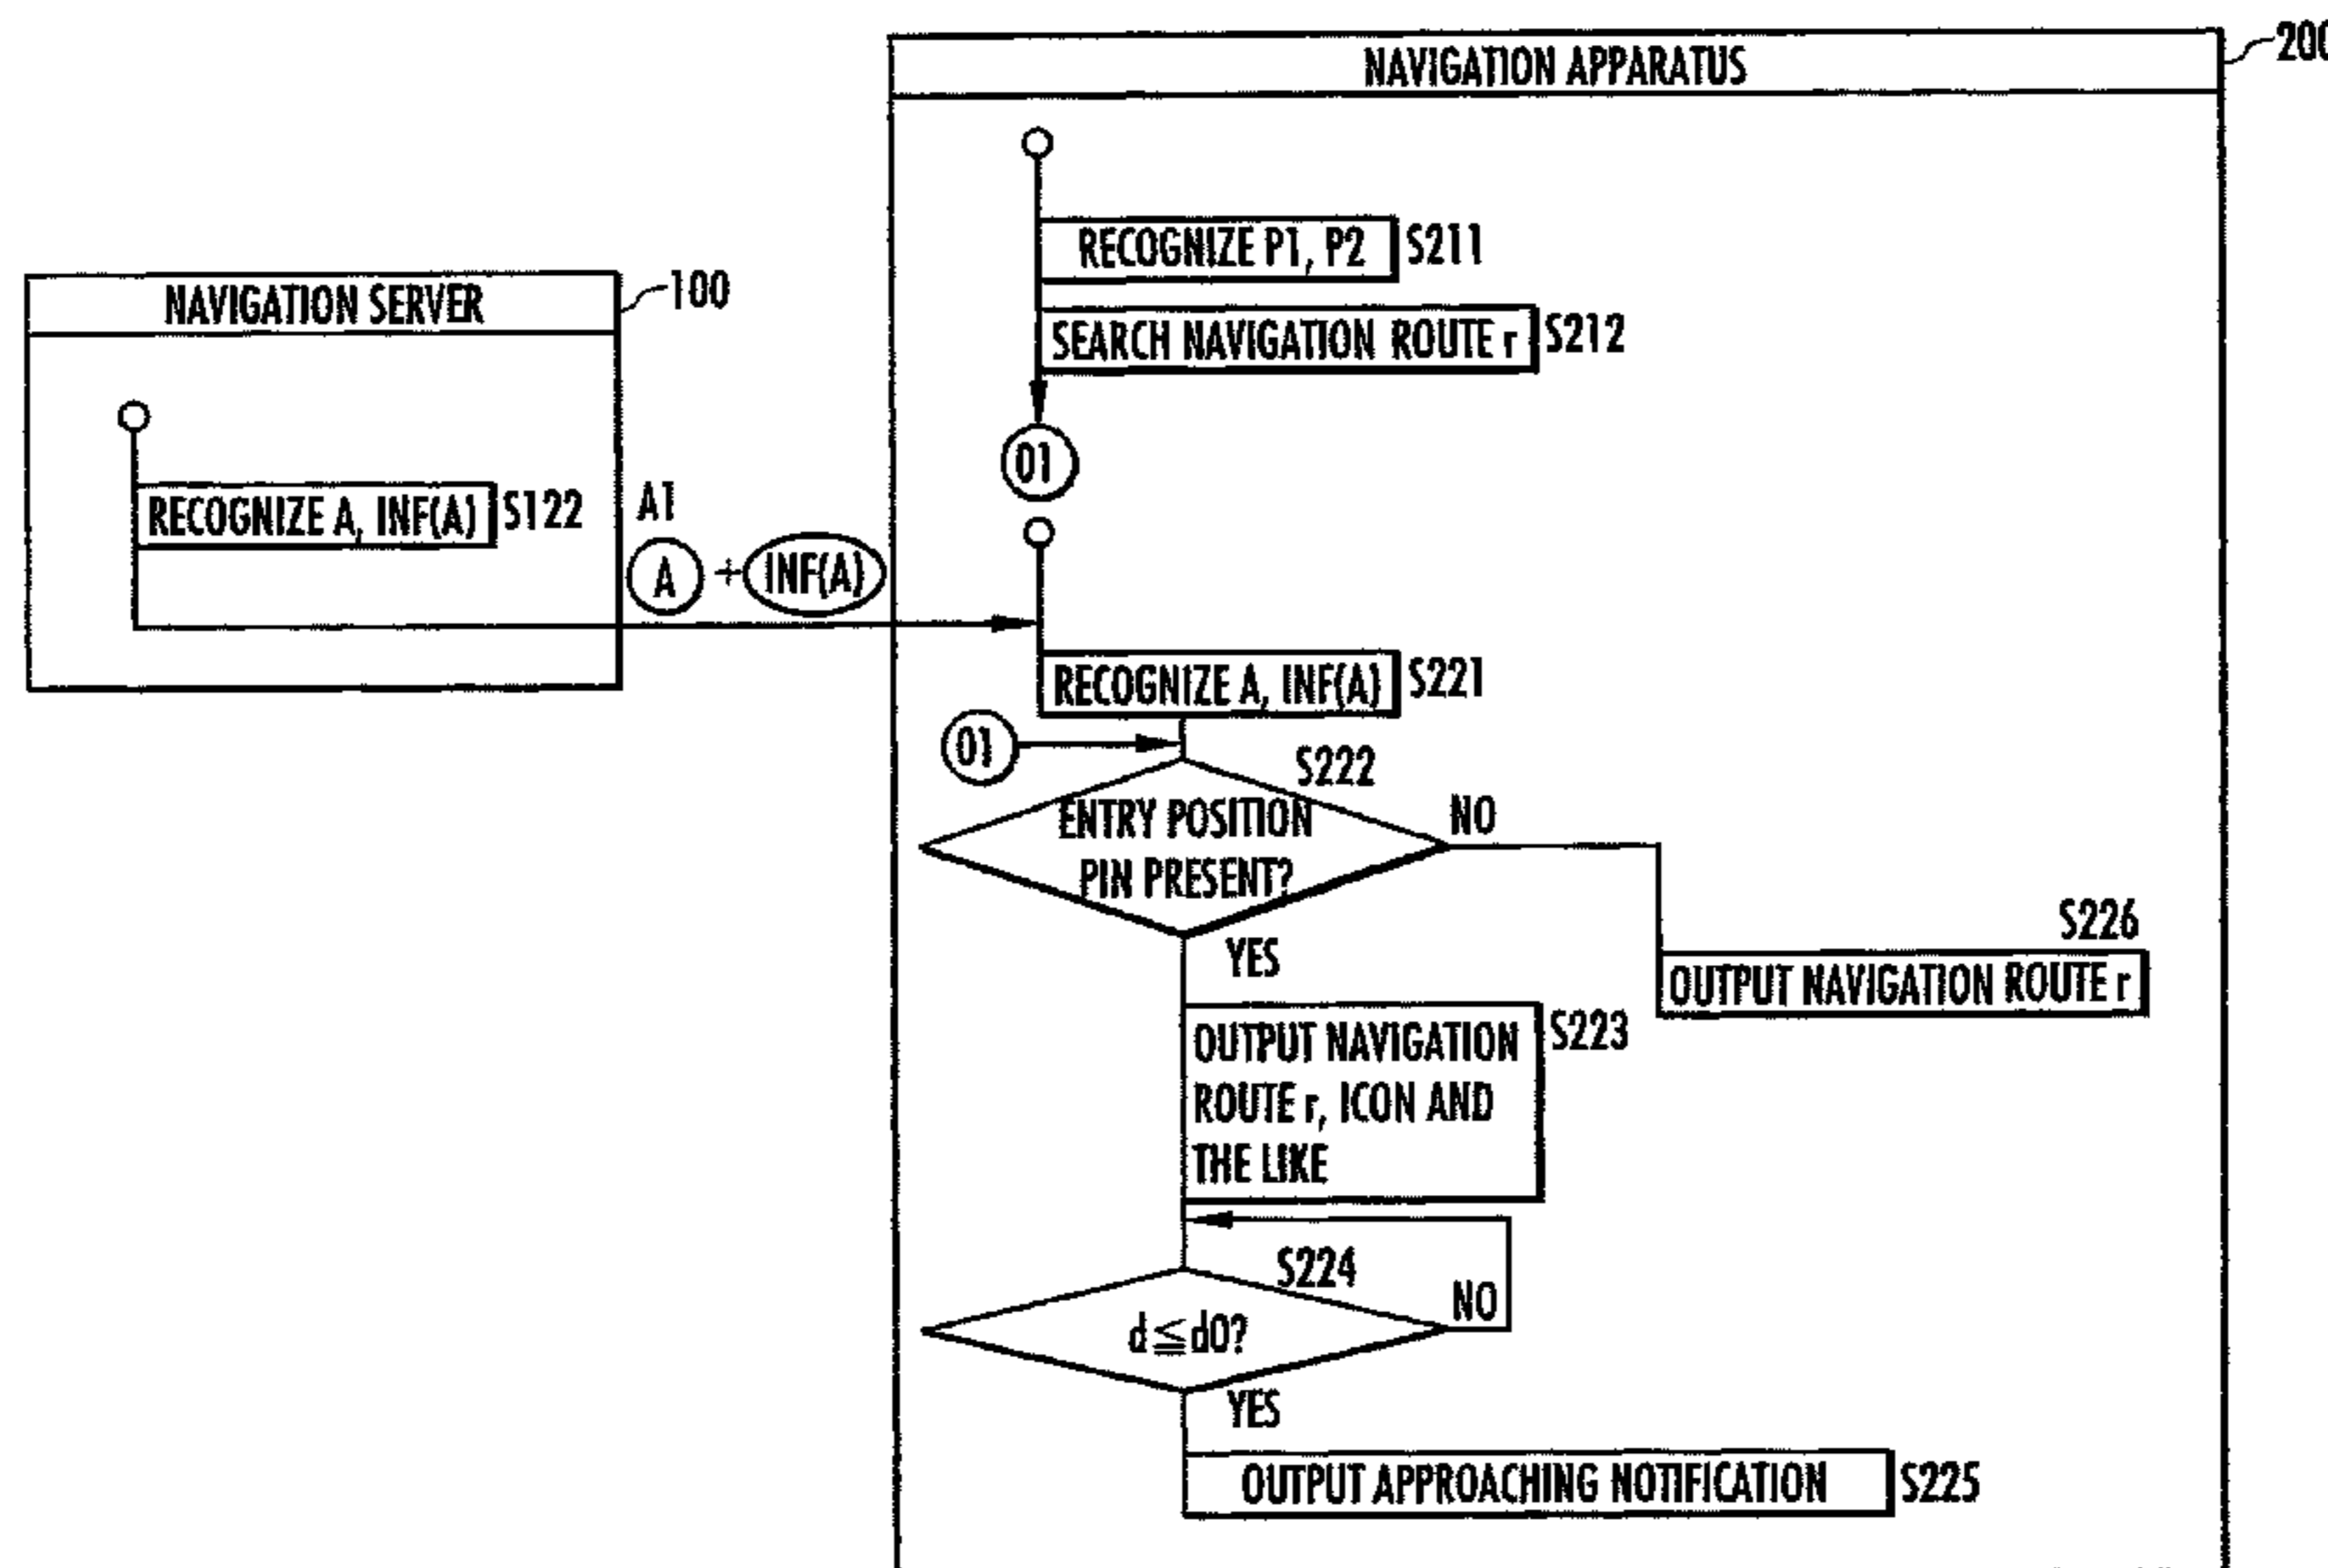 NAVIGATION APPARATUS
200
RECOGNIZE P1, P2
S211
NAVIGATION SERVER
100
SEARCH NAVIGATION ROUTE r
S212
01
RECOGNIZE A, INF(A)
S122
A1
A + INF(A)
RECOGNIZE A, INF(A)
S221
01
S222
ENTRY POSITION
PIN PRESENT?
NO
YES
S226
OUTPUT NAVIGATION ROUTE r
OUTPUT NAVIGATION
ROUTE r, ICON AND
THE LIKE
S223
S224
d≦d0?
NO
YES
OUTPUT APPROACHING NOTIFICATION
S225